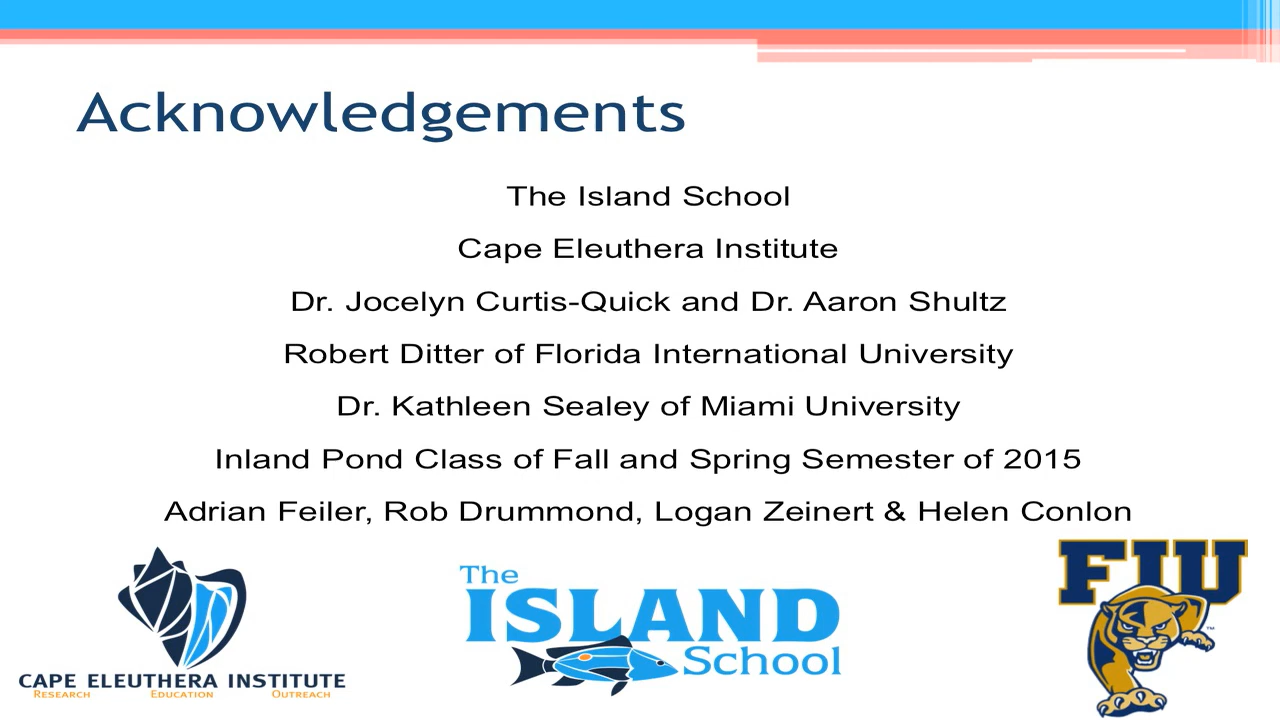 Acknowledgements
The Island School
Cape Eleuthera Institute
Dr. Jocelyn Curtis-Quick and Dr. Aaron Shultz
Robert Ditter of Florida International University
Dr. Kathleen Sealey of Miami University
Inland Pond Class of Fall and Spring Semester of 2015
Adrian Feiler, Rob Drummond, Logan Zeinert & Helen Conlon
CAPE ELEUTHERA INSTITUTE
RESEARCH EDUCATION OUTREACH
The
ISLAND
School
FIU
TM